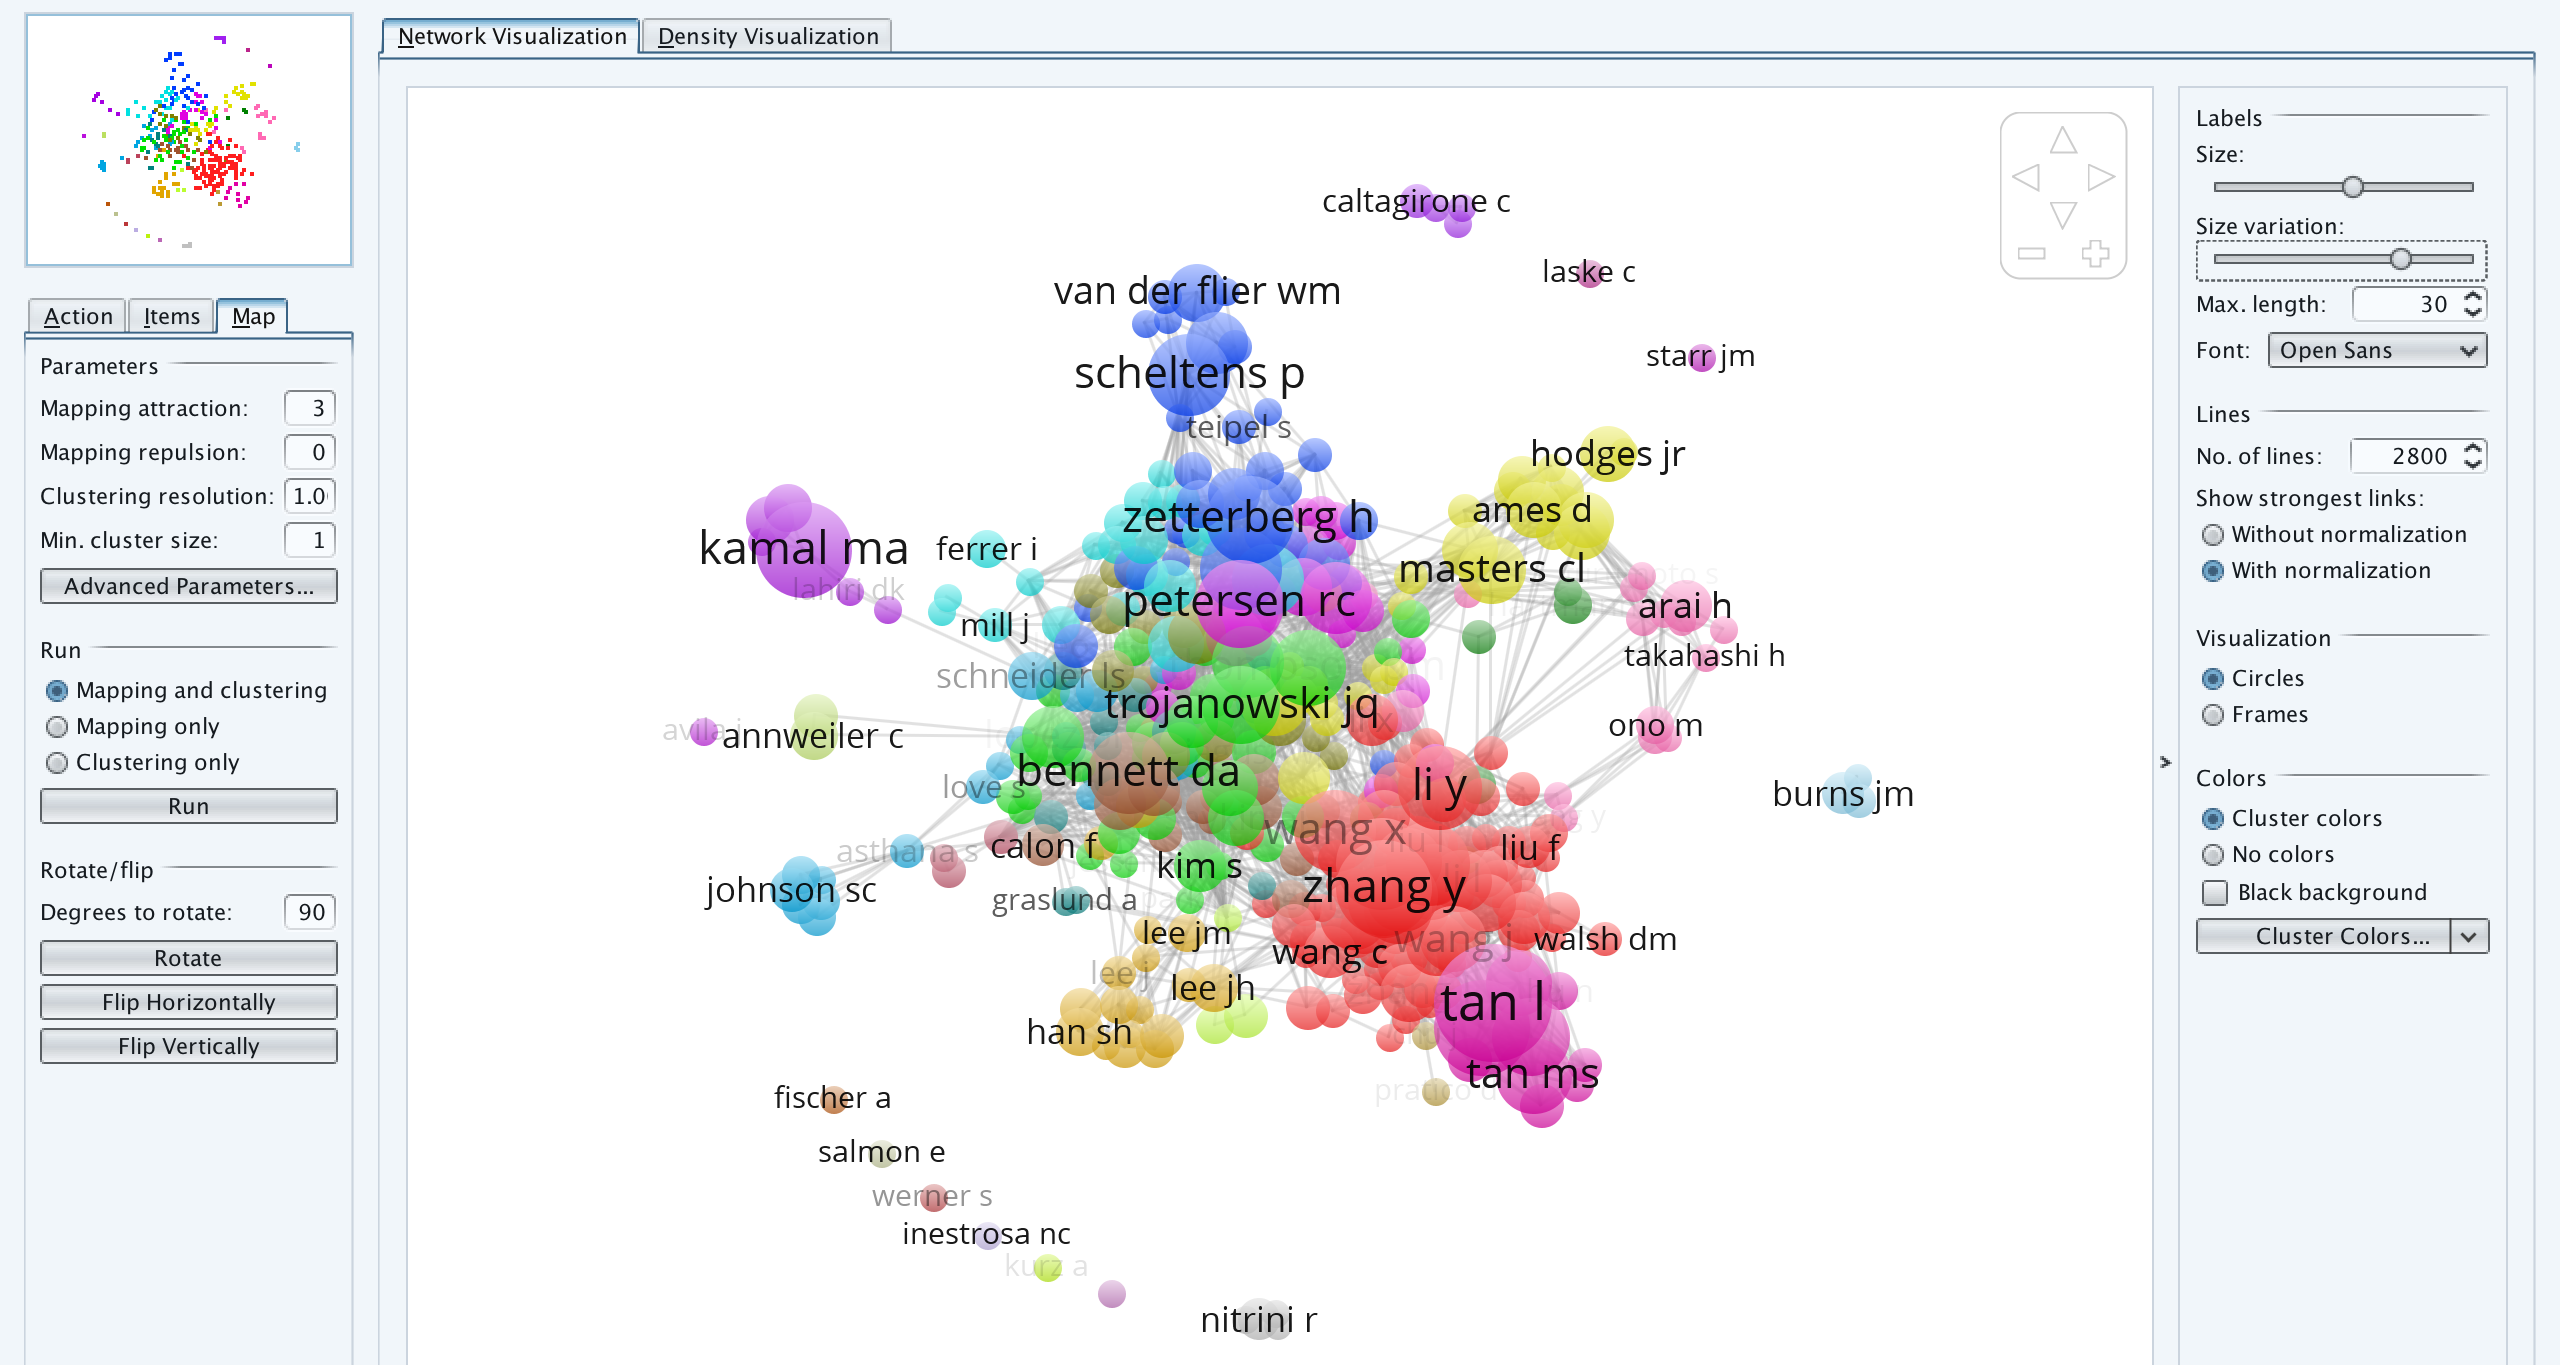 Network Visualization
Density Visualization
Action
Items
Map
Parameters
Mapping attraction: 3
Mapping repulsion: 0
Clustering resolution: 1.0
Min. cluster size: 1
Advanced Parameters...
Run
Mapping and clustering
Mapping only
Clustering only
Run
Rotate/flip
Degrees to rotate: 90
Rotate
Flip Horizontally
Flip Vertically
caltagirone c
laske c
van der flier wm
starr jm
scheltens p
teipel s
hodges jr
ames d
zetterberg h
kamal ma
ferrer i
masters cl
lahiri dk
petersen rc
arai h
mill j
takahashi h
schneider ls
trojanowski jq
ono m
avila j
annweiler c
bennett da
li y
love s
burns jm
wang x
liu f
calon f
asthana s
kim s
johnson sc
zhang y
graslund a
lee jm
wang c
wang j
walsh dm
lee j
lee jh
tan l
han sh
tan ms
pratico d
fischer a
salmon e
werner s
inestrosa nc
kurz a
nitrini r
Labels
Size:
Size variation:
Max. length: 30
Font: Open Sans
Lines
No. of lines: 2800
Show strongest links:
Without normalization
With normalization
Visualization
Circles
Frames
Colors
Cluster colors
No colors
Black background
Cluster Colors...